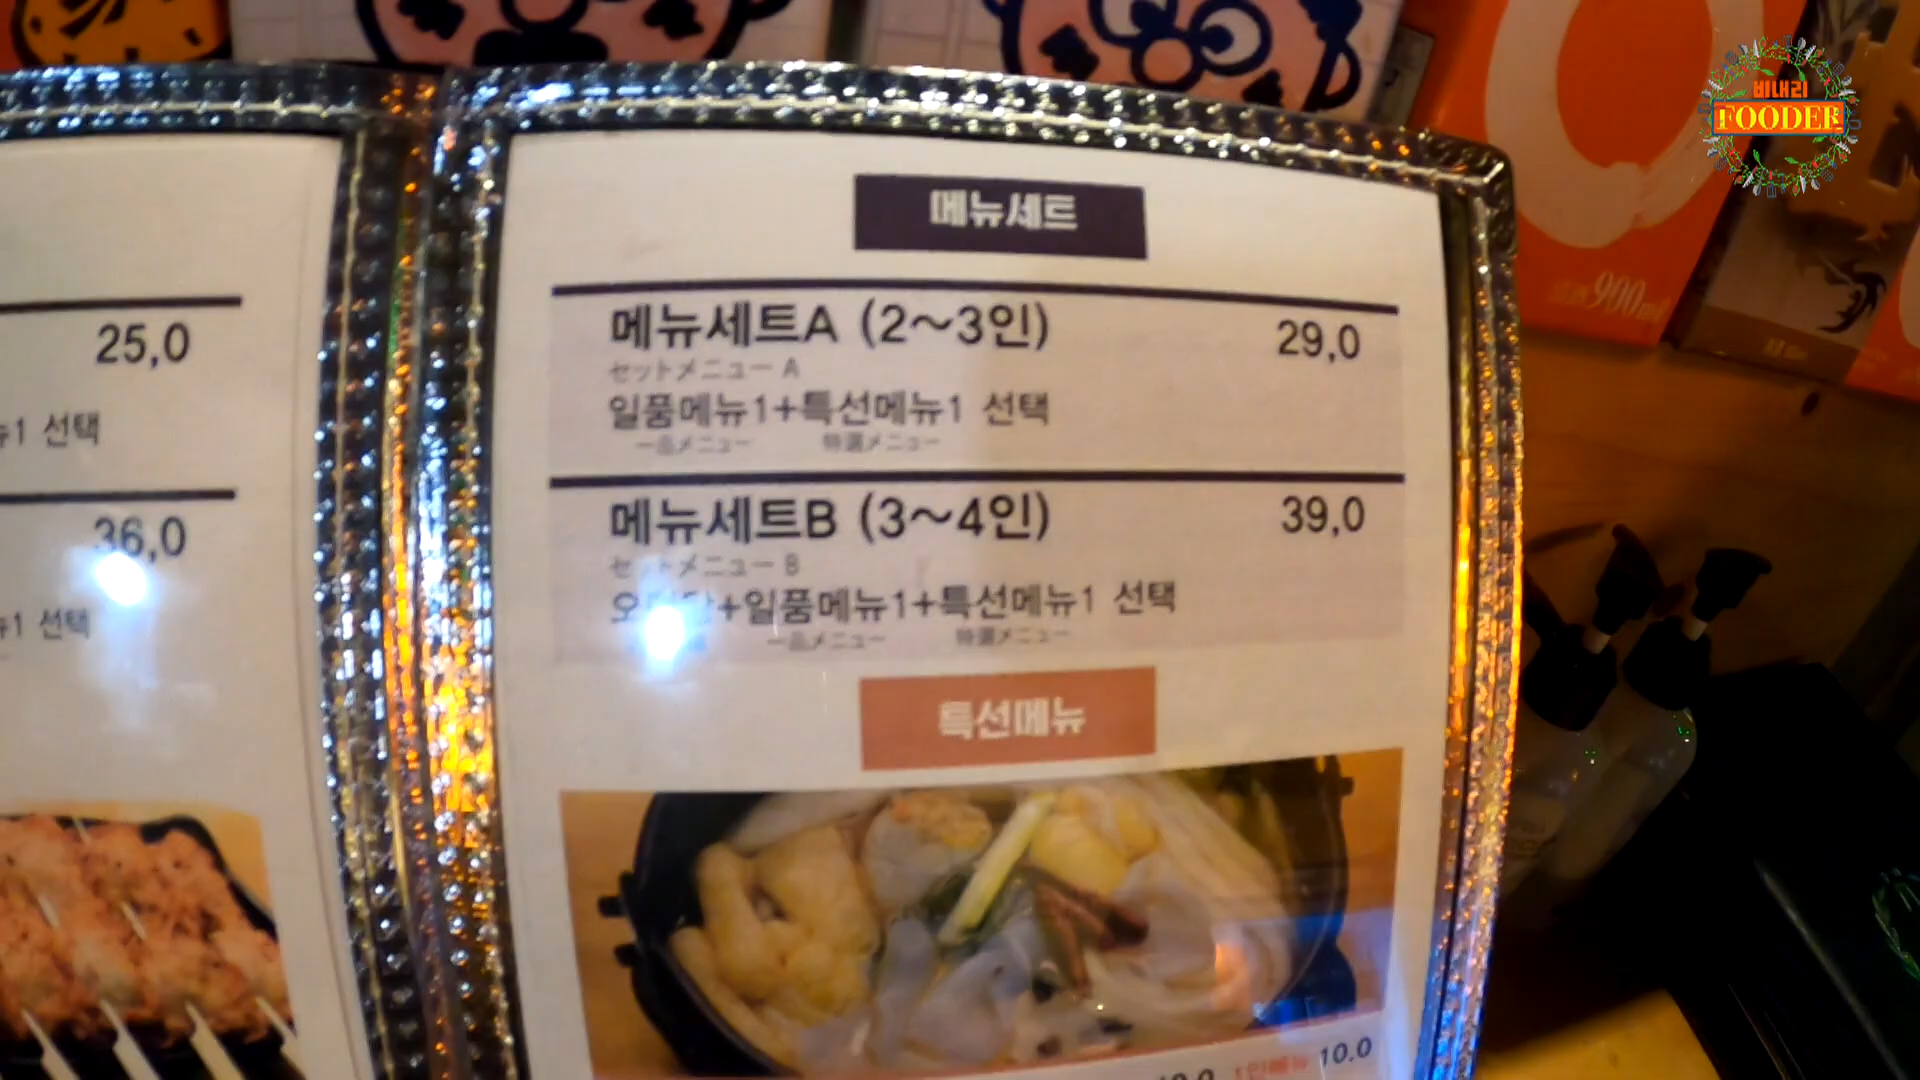 비내리
FOODER
900ml
메뉴세트
메뉴세트A (2～3인) 29,0
セットメニュー A
일품메뉴1+특선메뉴1 선택
一品メニュー 特選メニュー
메뉴세트B (3～4인) 39,0
メニュー B
+일품메뉴1+특선메뉴1 선택
一品メニュー 特選メニュー
특선메뉴
1인메뉴 10.0
25,0
1 선택
36,0
1 선택